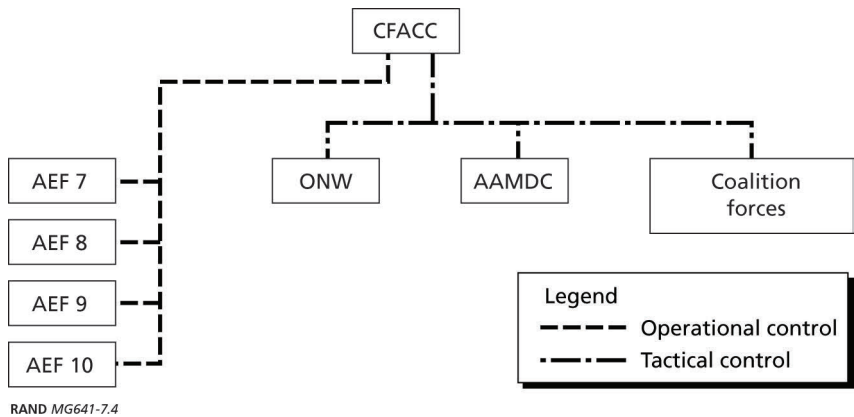 CFACC
AEF 7
ONW
AAMDC
Coalition
forces
AEF 8
AEF 9
AEF 10
Legend
Operational control
Tactical control
RAND MG641-7.4